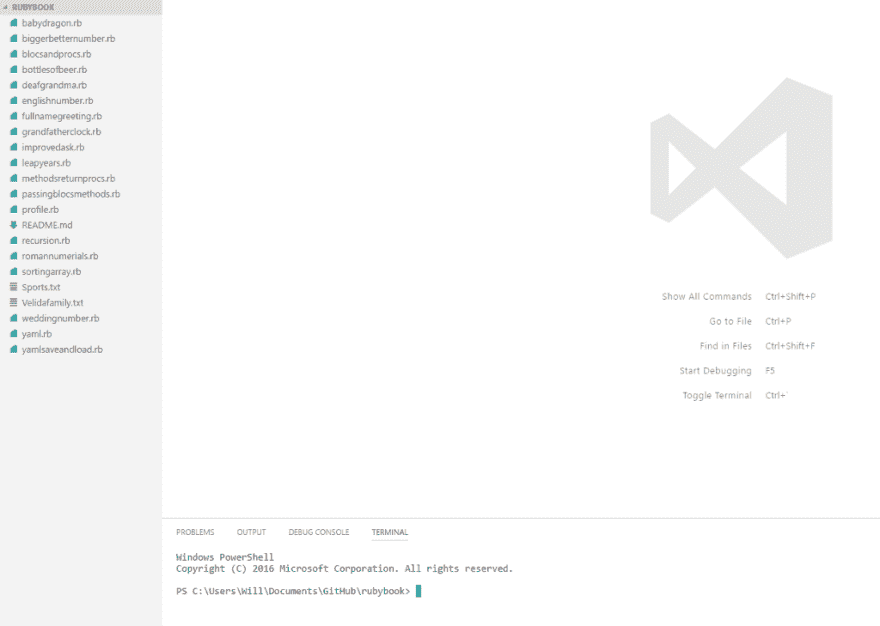 RUBYBOOK
babydragon.rb
biggerbetternumber.rb
blocsandprocs.rb
bottlesofbeer.rb
deafgrandma.rb
englishnumber.rb
fullnamegreeting.rb
grandfatherclock.rb
improvedask.rb
leapyears.rb
methodsreturnprocs.rb
passingblocsmethods.rb
profile.rb
README.md
recursion.rb
romannumerials.rb
sortingarray.rb
Sports.txt
Velidafamily.txt
weddingnumber.rb
yaml.rb
yamlsaveandload.rb
Show All Commands Ctrl+Shift+P
Go to File Ctrl+P
Find in Files Ctrl+Shift+F
Start Debugging F5
Toggle Terminal Ctrl+`
PROBLEMS OUTPUT DEBUG CONSOLE TERMINAL
Windows PowerShell
Copyright (C) 2016 Microsoft Corporation. All rights reserved.
PS C:\Users\Will\Documents\GitHub\rubybook>